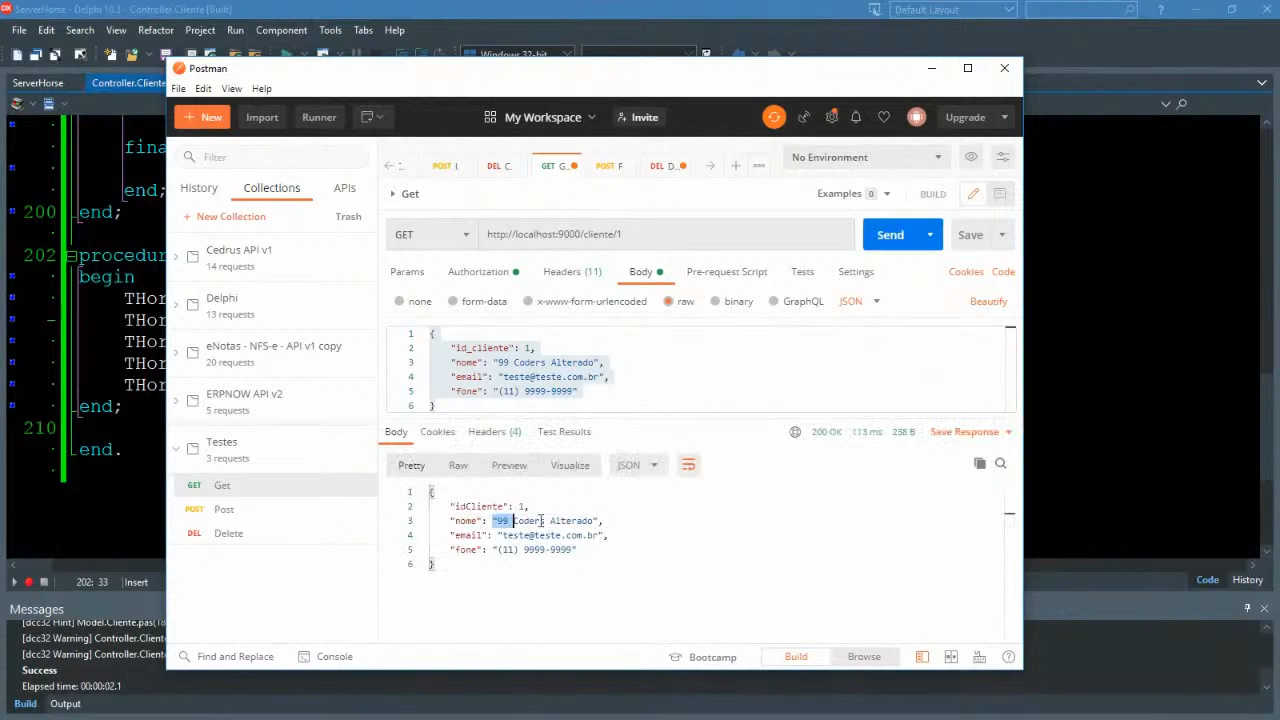 ServerHorse - Delphi 10.3 - Controller.Cliente [Built]
Default Layout
File Edit Search View Refactor Project Run Component Tools Tabs Help
Windows 32-bit
ServerHorse Controller.Cliente
fina
end;
200 end;
202 procedur
begin
THor
THor
THor
THor
THor
end;
210
end.
202: 33 Insert
Code History
Messages
[dcc32 Hint] Model.Cliente.pas(18
[dcc32 Warning] Controller.Cliente
[dcc32 Warning] Controller.Cliente
Success
Elapsed time: 00:00:02.1
Build Output
Postman
File Edit View Help
New Import Runner My Workspace Invite Upgrade
Filter
History Collections APIs
+ New Collection Trash
Cedrus API v1
14 requests
Delphi
13 requests
eNotas - NFS-e - API v1 copy
20 requests
ERPNOW API v2
5 requests
Testes
3 requests
GET Get
POST Post
DEL Delete
POST I. DEL C. GET G... POST F DEL D... No Environment
Get Examples 0 BUILD
GET http://localhost:9000/cliente/1 Send Save
Params Authorization Headers (11) Body Pre-request Script Tests Settings Cookies Code
none form-data x-www-form-urlencoded raw binary GraphQL JSON Beautify
1 {
2 "id_cliente": 1,
3 "nome": "99 Coders Alterado",
4 "email": "teste@teste.com.br",
5 "fone": "(11) 9999-9999"
6 }
Body Cookies Headers (4) Test Results 200 OK 113 ms 238 B Save Response
Pretty Raw Preview Visualize JSON
1 {
2 "idCliente": 1,
3 "nome": "99 Coders Alterado",
4 "email": "teste@teste.com.br",
5 "fone": "(11) 9999-9999"
6 }
Find and Replace Console Bootcamp Build Browse